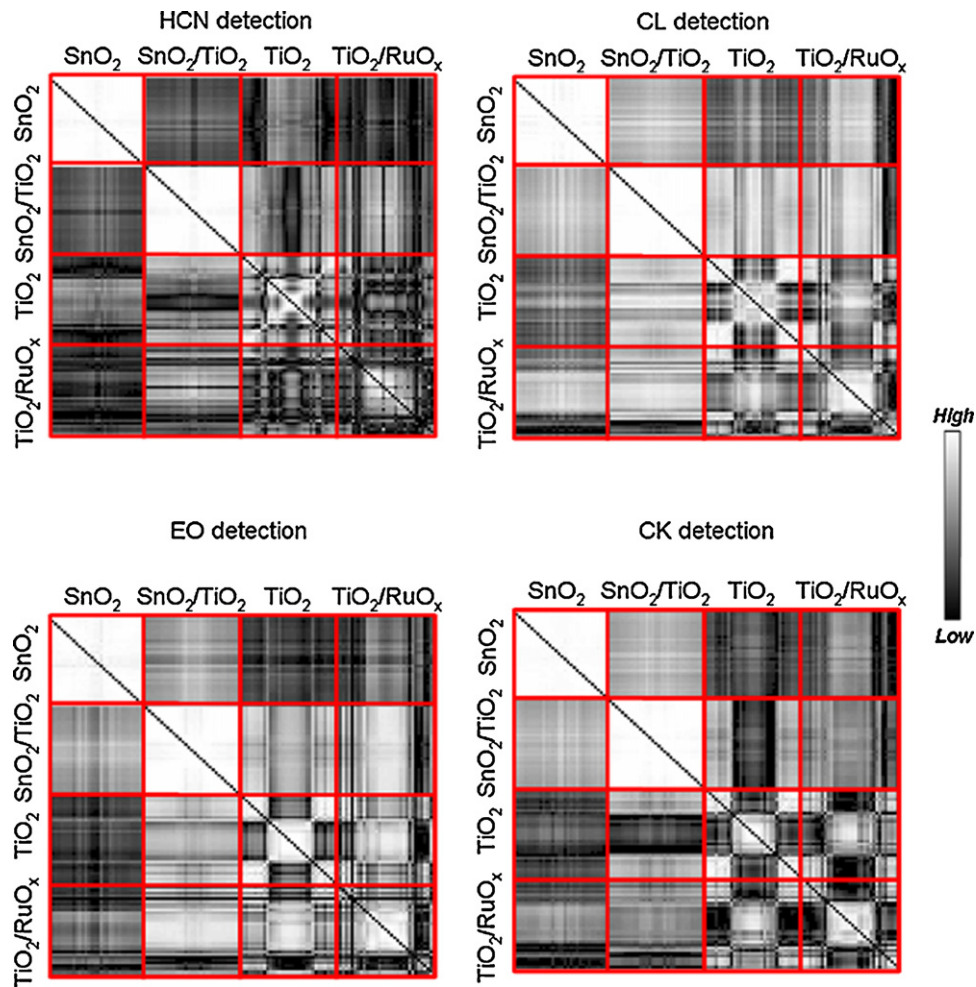 HCN detection
SnO₂ SnO₂/TiO₂ TiO₂ TiO₂/RuOₓ
SnO₂
SnO₂/TiO₂
TiO₂
TiO₂/RuOₓ
CL detection
SnO₂ SnO₂/TiO₂ TiO₂ TiO₂/RuOₓ
SnO₂
SnO₂/TiO₂
TiO₂
TiO₂/RuOₓ
High
Low
EO detection
SnO₂ SnO₂/TiO₂ TiO₂ TiO₂/RuOₓ
SnO₂
SnO₂/TiO₂
TiO₂
TiO₂/RuOₓ
CK detection
SnO₂ SnO₂/TiO₂ TiO₂ TiO₂/RuOₓ
SnO₂
SnO₂/TiO₂
TiO₂
TiO₂/RuOₓ